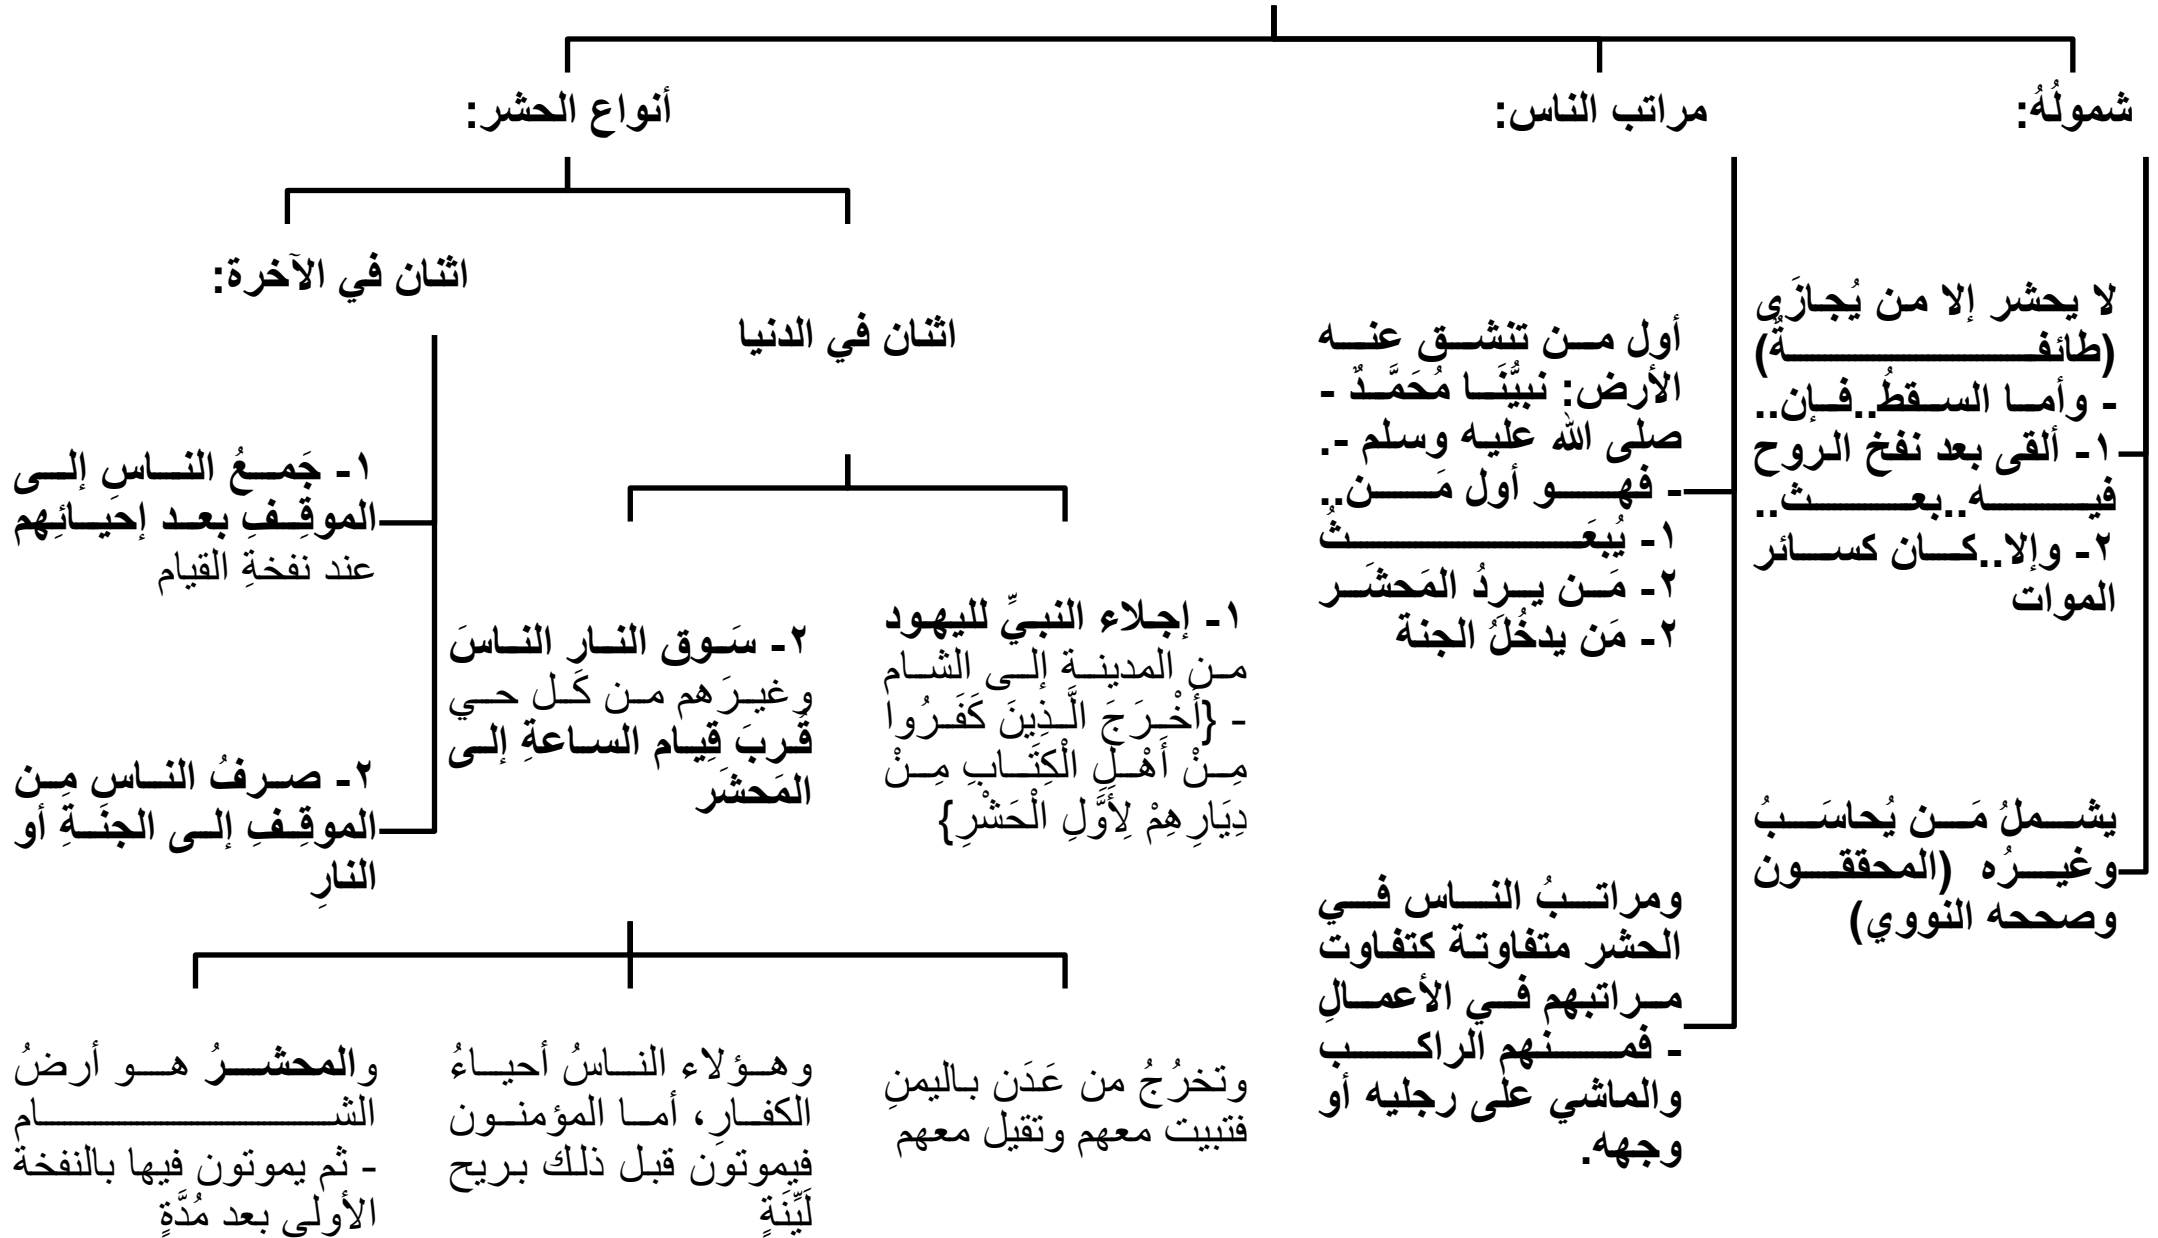 شمولُهُ:
لا يحشر إلا من يُجازَى
(طائفةٌ)
- وأما السقطُ..فإن..
١- ألقى بعد نفخ الروح
فيه..بعث..
٢- وإلا..كان كسائر
الموات
يشملُ مَن يُحاسَبُ
وغيرُه (المحققون
وصححه النووي)
مراتب الناس:
أول من تنشق عنه
الأرض: نبيُّنَا مُحَمَّدٌ -
صلى الله عليه وسلم -.
- فهو أول مَن..
١- يُبعَثُ
٢- مَن يردُ المَحشَر
٢- مَن يدخُلُ الجنة
ومراتبُ الناس في
الحشر متفاوتة كتفاوت
مراتبهم في الأعمالِ
- فمنهم الراكب
والماشي على رجليه أو
وجهه.
أنواع الحشر:
اثنان في الدنيا
١- إجلاء النبيِّ لليهود
من المدينةِ إلى الشام
- {أَخْرَجَ الَّذِينَ كَفَرُوا
مِنْ أَهْلِ الْكِتَابِ مِنْ
دِيَارِهِمْ لِأَوَّلِ الْحَشْرِ}
٢- سَوق النارِ الناسَ
وغيرَهم من كل حي
قُربَ قِيام الساعةِ إلى
المَحشَر
وتخرُجُ من عَدَن باليمنِ
فتبيت معهم وتقيل معهم
وهؤلاء الناسُ أحياءُ
الكفارِ، أما المؤمنون
فيموتون قبل ذلك بريح
لَيِّنَةٍ
والمحشرُ هو أرضُ
الشام
- ثم يموتون فيها بالنفخة
الأولى بعد مُدَّةٍ
اثنان في الآخرة:
١- جَمعُ الناسِ إلى
الموقِفِ بعد إحيائِهم
عند نفخةِ القيام
٢- صرفُ الناسِ مِن
الموقِفِ إلى الجنَةِ أو
النارِ